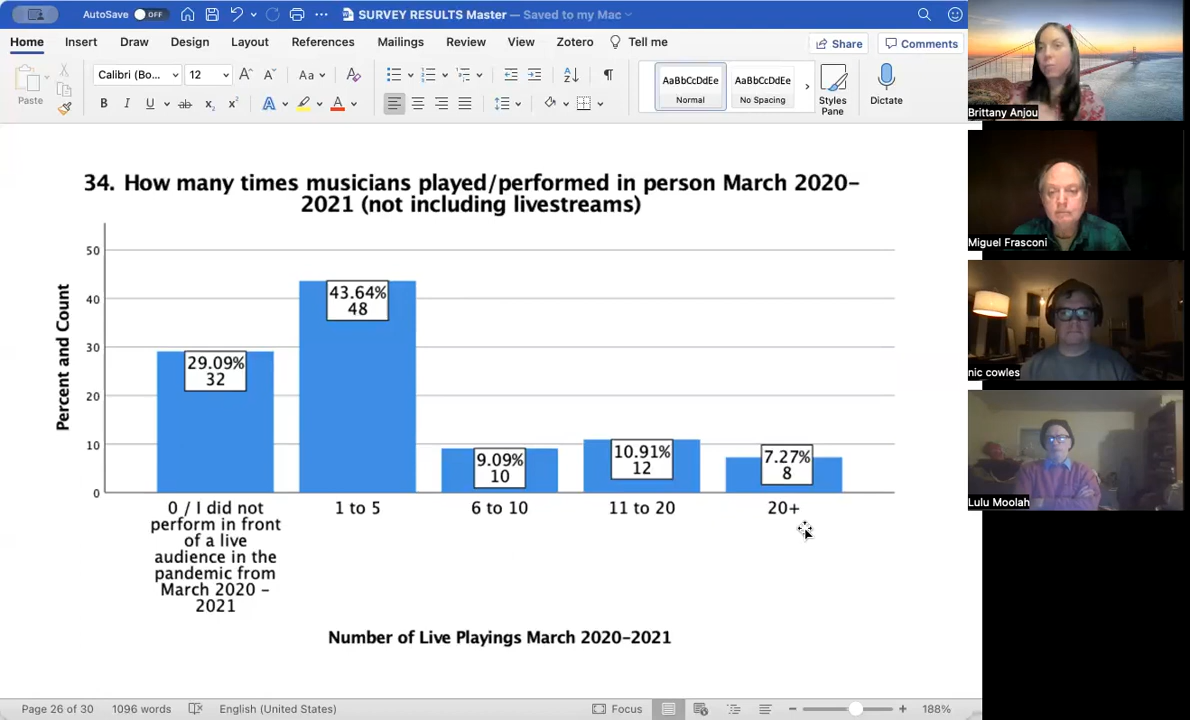 AutoSave OFF
SURVEY RESULTS Master — Saved to my Mac
Home Insert Draw Design Layout References Mailings Review View Zotero Tell me
Share Comments
Paste
Calibri (Bo... 12
Aa
B I U ab x₂ x²
A
AaBbCcDdEe
Normal
AaBbCcDdEe
No Spacing
Styles
Pane
Dictate
34. How many times musicians played/performed in person March 2020–
2021 (not including livestreams)
Percent and Count
50
40
30
20
10
0
29.09%
32
43.64%
48
9.09%
10
10.91%
12
7.27%
8
0 / I did not
perform in front
of a live
audience in the
pandemic from
March 2020 –
2021
1 to 5
6 to 10
11 to 20
20+
Number of Live Playings March 2020–2021
Page 26 of 30 1096 words English (United States) Focus 188%
Brittany Anjou
Miguel Frasconi
nic cowles
Lulu Moolah